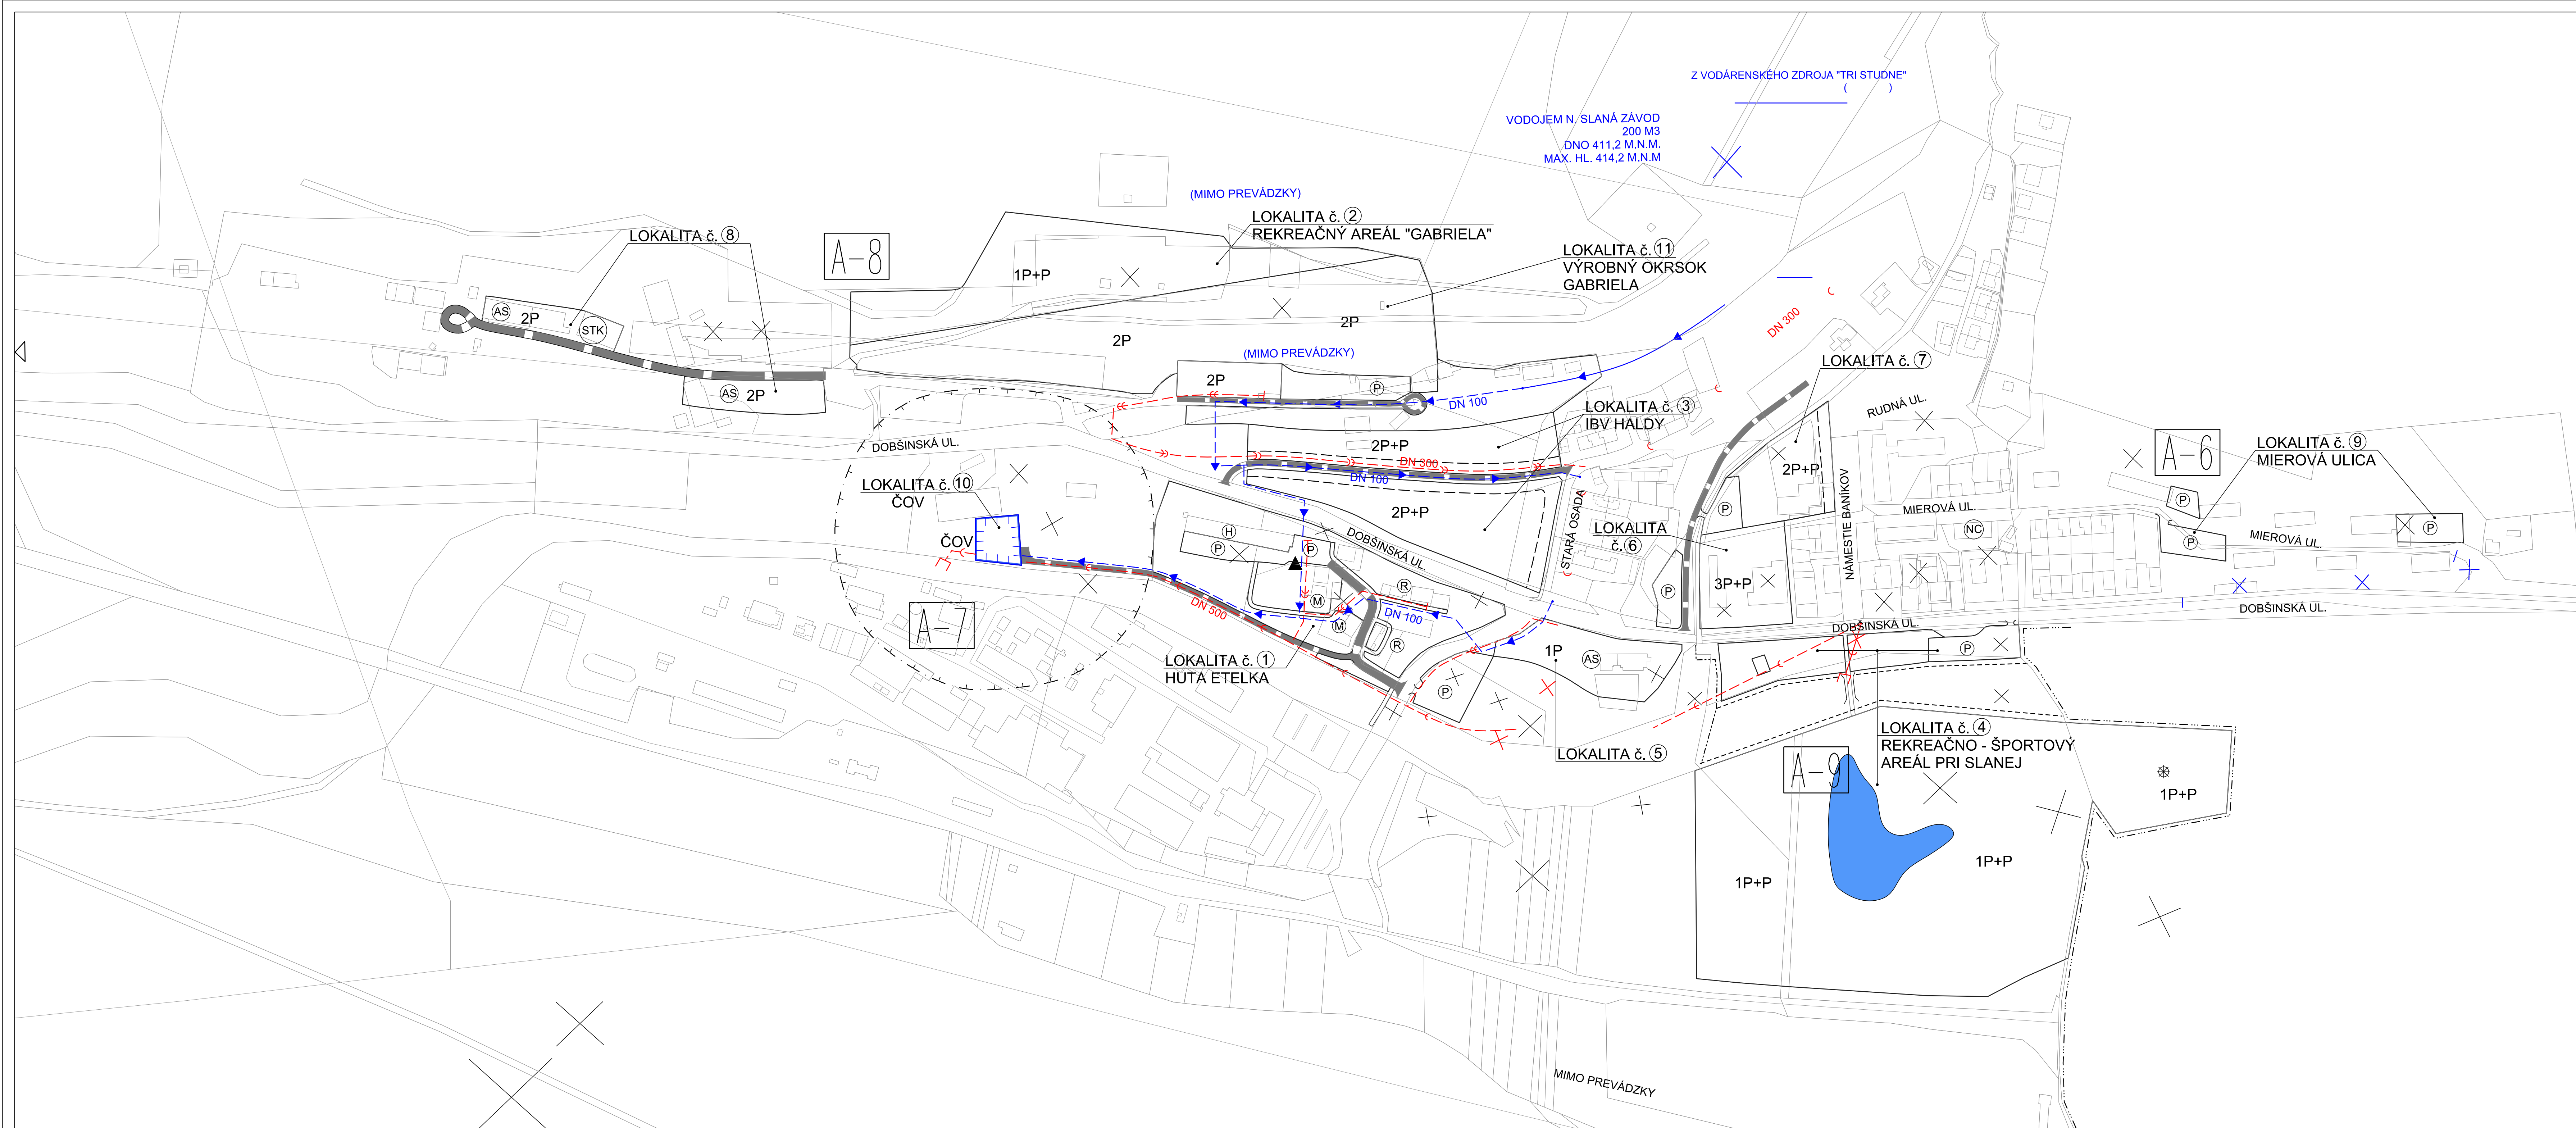 Z VODÁRENSKÉHO ZDROJA "TRI STUDNE"
( )
VODOJEM N. SLANÁ ZÁVOD
200 M3
DNO 411,2 M.N.M.
MAX. HL. 414,2 M.N.M
(MIMO PREVÁDZKY)
LOKALITA č. 2
REKREAČNÝ AREÁL "GABRIELA"
LOKALITA č. 8
A-8
LOKALITA č. 11
VÝROBNÝ OKRSOK
GABRIELA
1P+P
AS
2P
STK
2P
2P
DN 300
(MIMO PREVÁDZKY)
LOKALITA č. 7
AS
2P
2P
P
DN 100
LOKALITA č. 3
IBV HALDY
RUDNÁ UL.
DOBŠINSKÁ UL.
2P+P
DN 300
DN 100
2P+P
A-6
LOKALITA č. 9
MIEROVÁ ULICA
LOKALITA č. 10
ČOV
2P+P
STARÁ OSADA
NÁMESTIE BANÍKOV
P
MIEROVÁ UL.
P
P
LOKALITA
č. 6
NC
H
P
P
DOBŠINSKÁ UL.
ČOV
MIEROVÁ UL.
P
3P+P
P
R
M
DN 500
DN 100
M
R
A-7
DOBŠINSKÁ UL.
DOBŠINSKÁ UL.
LOKALITA č. 1
HUTA ETELKA
1P
AS
P
P
LOKALITA č. 5
LOKALITA č. 4
REKREAČNO - ŠPORTOVÝ
AREÁL PRI SLANEJ
A-9
1P+P
1P+P
1P+P
MIMO PREVÁDZKY